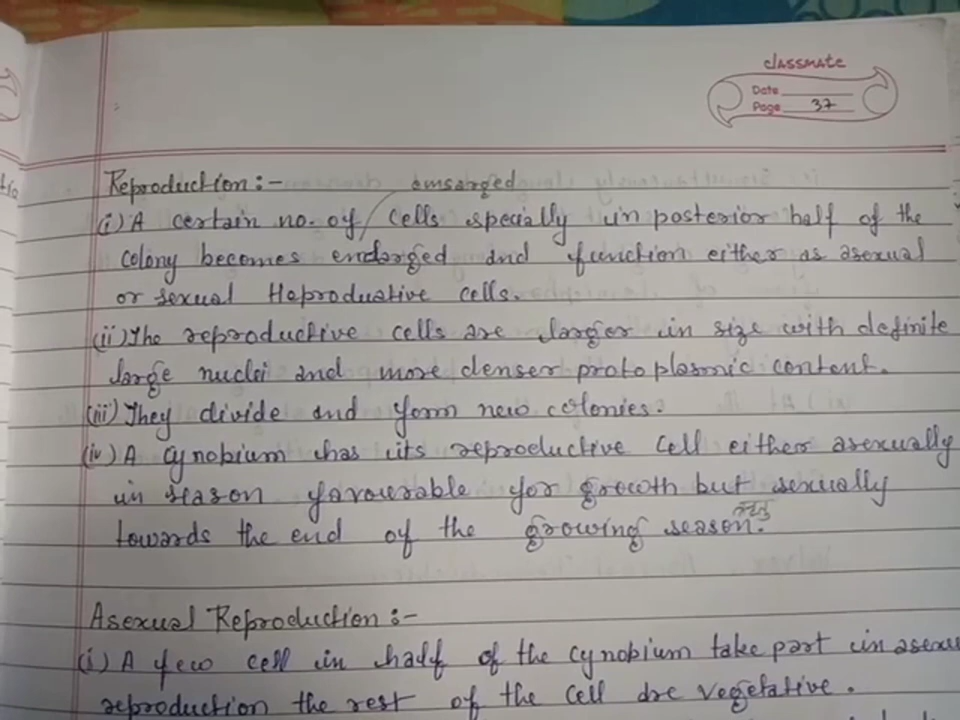 classmate
Date
Page 37
Reproduction :-
emsarged
(i) A certain no. of / cells specially in posterior half of the
colony becomes endorged and function either as asexual
or sexual Heproduative cells.
(ii) The reproductive cells are larger in size with definite
large nuclei and more denser protoplasmic content.
(iii) They divide and form new colonies.
(iv) A cynobium has its reproductive cell either asexually
in season favourable for growth but sexually
towards the end of the growing season.
Asexual Reproduction :-
(i) A few cell in half of the cynobium take part in asexu
reproduction the rest of the cell are vegetative.